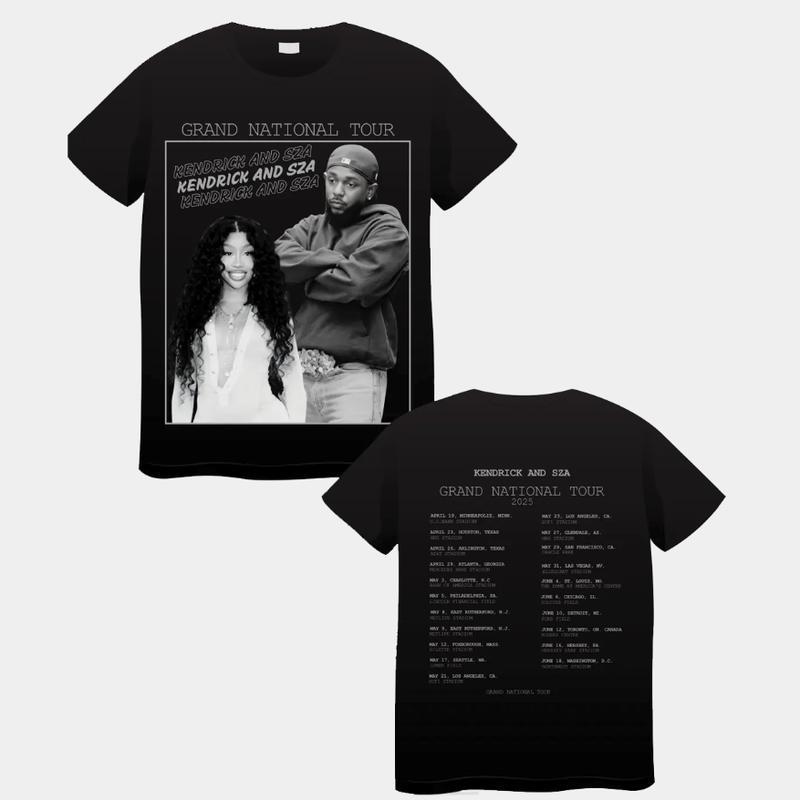 GRAND NATIONAL TOUR
KENDRICK AND SZA
KENDRICK AND SZA
KENDRICK AND SZA
KENDRICK AND SZA
GRAND NATIONAL TOUR
2025
APRIL 19, MINNEAPOLIS, MINN.
U.S. BANK STADIUM
APRIL 23, HOUSTON, TEXAS
NRG STADIUM
APRIL 26, ARLINGTON, TEXAS
AT&T STADIUM
APRIL 29, ATLANTA, GEORGIA
MERCEDES BENZ STADIUM
MAY 3, CHARLOTTE, N.C
BANK OF AMERICA STADIUM
MAY 5, PHILADELPHIA, PA.
LINCOLN FINANCIAL FIELD
MAY 8, EAST RUTHERFORD, N.J.
METLIFE STADIUM
MAY 9, EAST RUTHERFORD, N.J.
METLIFE STADIUM
MAY 12, FOXBOROUGH, MASS.
GILLETTE STADIUM
MAY 17, SEATTLE, WA.
LUMEN FIELD
MAY 21, LOS ANGELES, CA.
SOFI STADIUM
MAY 23, LOS ANGELES, CA.
SOFI STADIUM
MAY 27, GLENDALE, AZ.
STADIUM
MAY 29, SAN FRANCISCO, CA.
ORACLE PARK
MAY 31, LAS VEGAS, NV.
ALLEGIANT STADIUM
JUNE 4, ST. LOUIS, MO.
THE DOME AT AMERICA'S CENTRE
JUNE 6, CHICAGO, IL.
SOLDIER FIELD
JUNE 10, DETROIT, MI.
FORD FIELD
JUNE 12, TORONTO, ON. CANADA
ROGERS CENTRE
JUNE 16, HERSHEY, PA.
HERSHEY PARK STADIUM
JUNE 18, WASHINGTON, D.C.
NORTHWEST STADIUM
GRAND NATIONAL TOUR